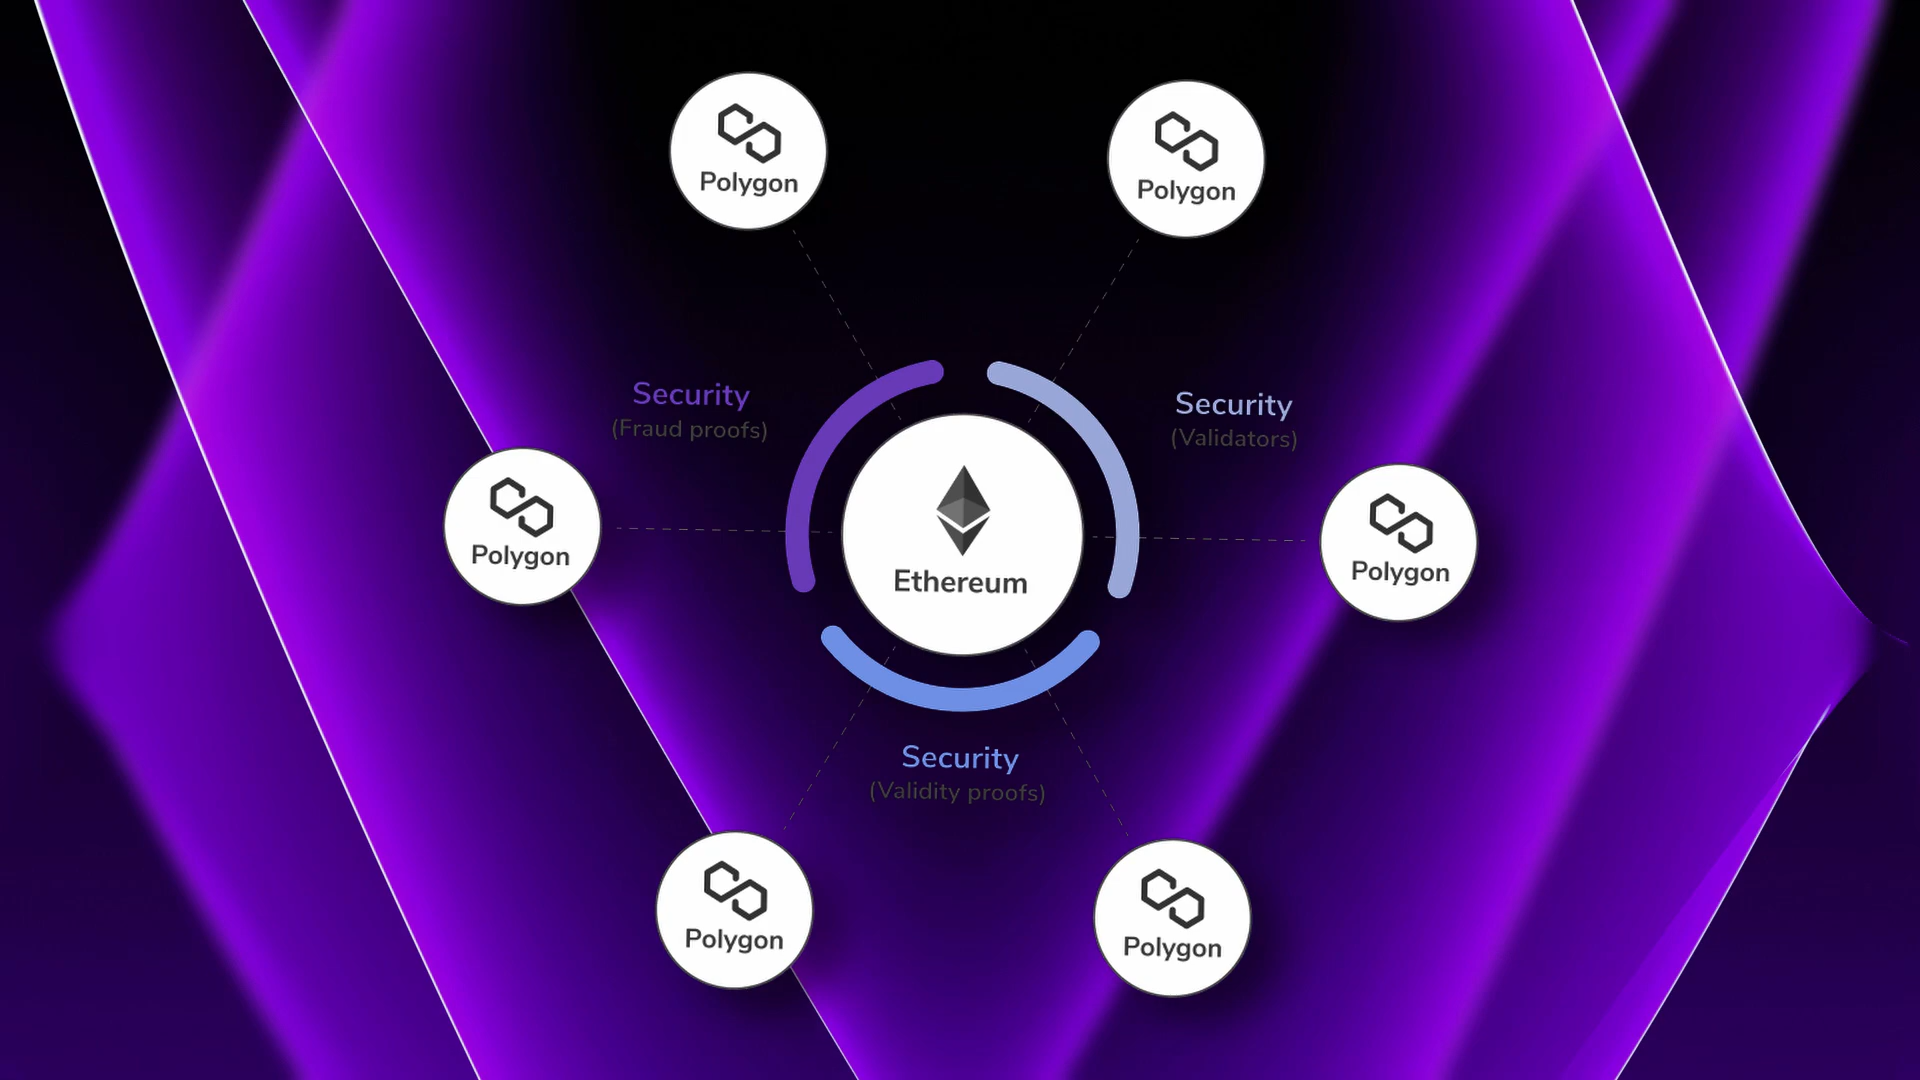 Polygon
Polygon
Security
(Fraud proofs)
Security
(Validators)
Polygon
Ethereum
Polygon
Security
(Validity proofs)
Polygon
Polygon